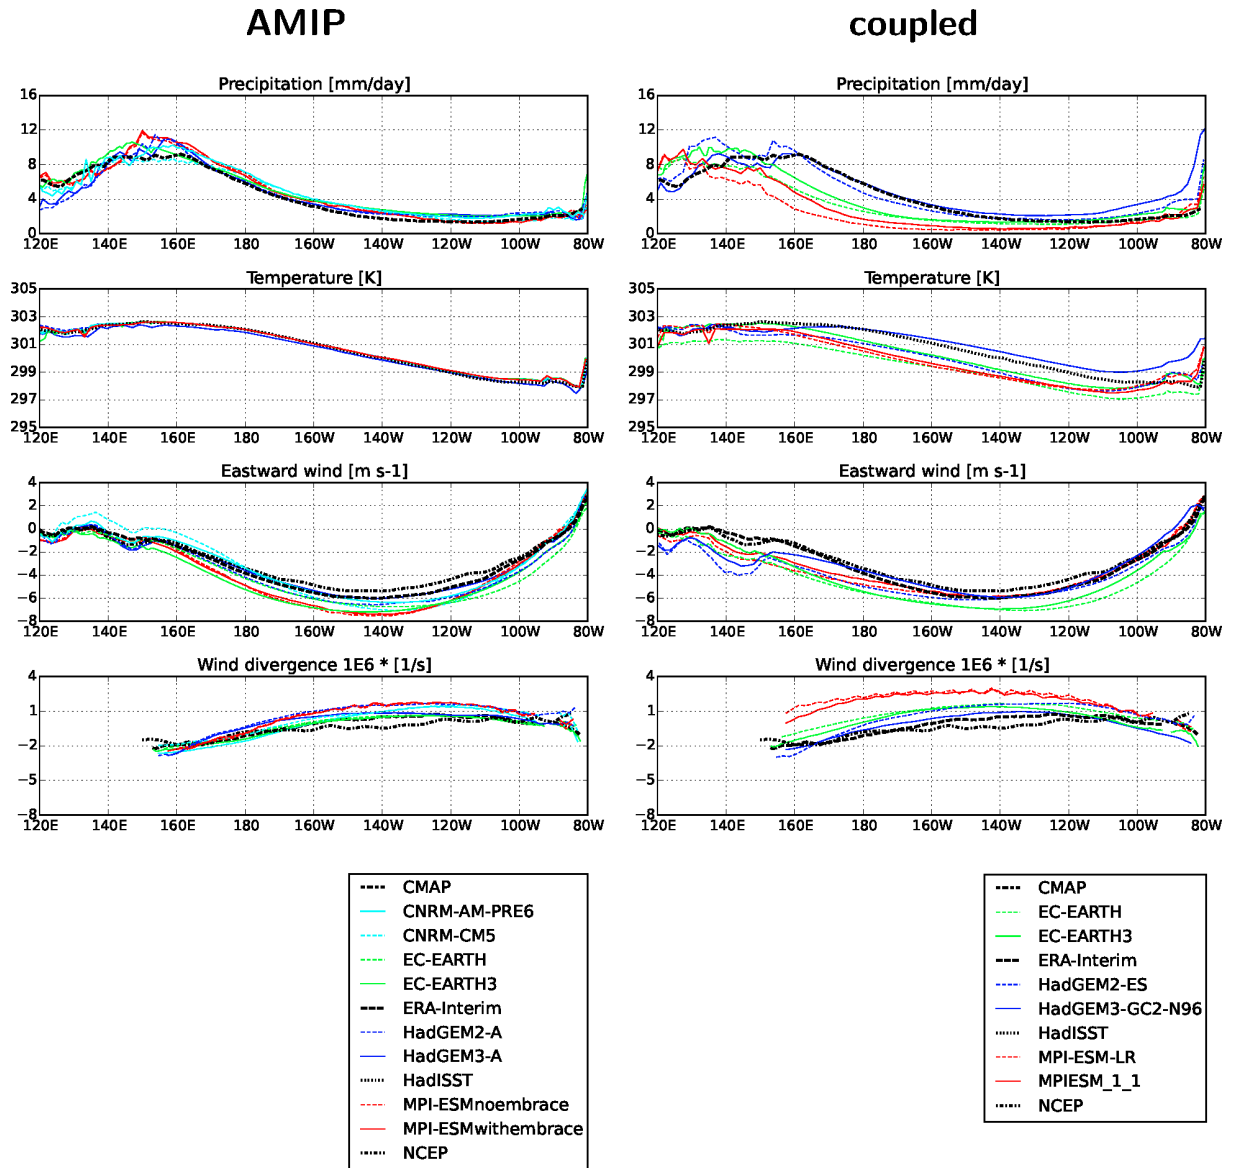 AMIP
coupled
Precipitation [mm/day]
16
12
8
4
0
120E 140E 160E 180E 160W 140W 120W 100W 80W
Precipitation [mm/day]
16
12
8
4
0
120E 140E 160E 180E 160W 140W 120W 100W 80W
Temperature [K]
305
303
301
299
297
295
120E 140E 160E 180E 160W 140W 120W 100W 80W
Temperature [K]
305
303
301
299
297
295
120E 140E 160E 180E 160W 140W 120W 100W 80W
Eastward wind [m s-1]
4
2
0
−2
−4
−6
−8
120E 140E 160E 180E 160W 140W 120W 100W 80W
Eastward wind [m s-1]
4
2
0
−2
−4
−6
−8
120E 140E 160E 180E 160W 140W 120W 100W 80W
Wind divergence 1E6 * [1/s]
4
1
−2
−5
−8
120E 140E 160E 180E 160W 140W 120W 100W 80W
Wind divergence 1E6 * [1/s]
4
1
−2
−5
−8
120E 140E 160E 180E 160W 140W 120W 100W 80W
CMAP
CNRM-AM-PRE6
CNRM-CM5
EC-EARTH
EC-EARTH3
ERA-Interim
HadGEM2-A
HadGEM3-A
HadISST
MPI-ESMnoembrace
MPI-ESMwithembrace
NCEP
CMAP
EC-EARTH
EC-EARTH3
ERA-Interim
HadGEM2-ES
HadGEM3-GC2-N96
HadISST
MPI-ESM-LR
MPIESM_1_1
NCEP